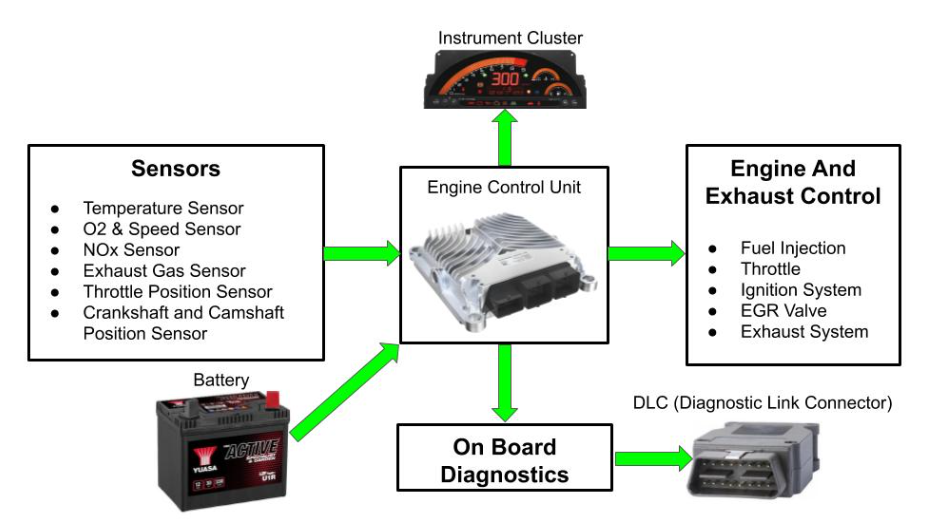 Instrument Cluster
300
Sensors
● Temperature Sensor
● O2 & Speed Sensor
● NOx Sensor
● Exhaust Gas Sensor
● Throttle Position Sensor
● Crankshaft and Camshaft
Position Sensor
Engine Control Unit
Engine And
Exhaust Control
● Fuel Injection
● Throttle
● Ignition System
● EGR Valve
● Exhaust System
Battery
ACTIVE
YUASA
U1R
On Board
Diagnostics
DLC (Diagnostic Link Connector)